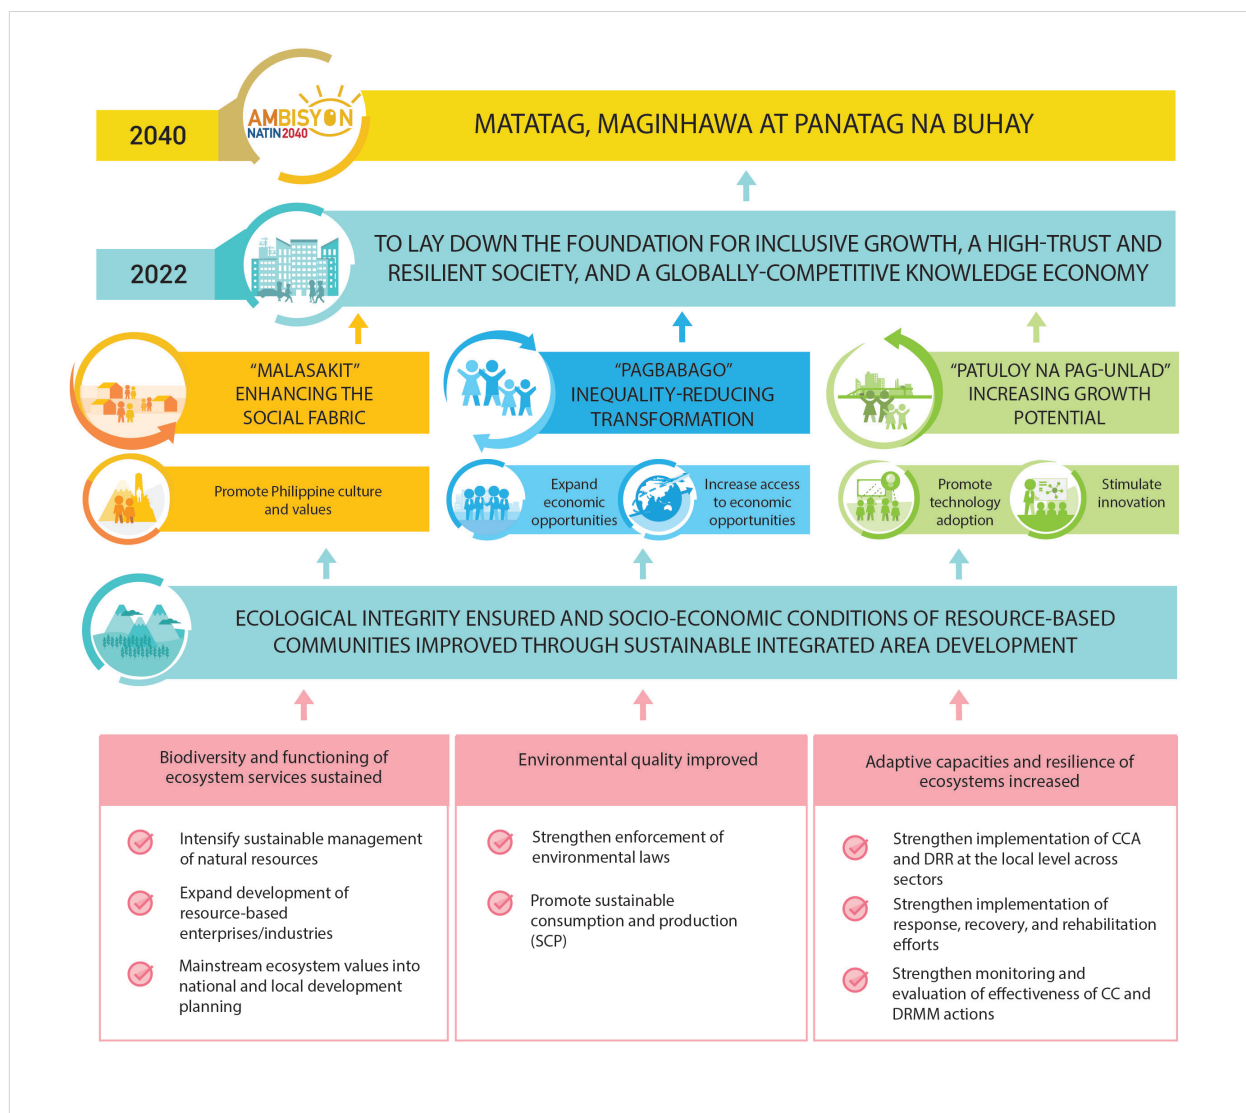 2040
AMBISYON
NATIN 2040
MATATAG, MAGINHAWA AT PANATAG NA BUHAY
2022
TO LAY DOWN THE FOUNDATION FOR INCLUSIVE GROWTH, A HIGH-TRUST AND
RESILIENT SOCIETY, AND A GLOBALLY-COMPETITIVE KNOWLEDGE ECONOMY
"MALASAKIT"
ENHANCING THE
SOCIAL FABRIC
"PAGBABAGO"
INEQUALITY-REDUCING
TRANSFORMATION
"PATULOY NA PAG-UNLAD"
INCREASING GROWTH
POTENTIAL
Promote Philippine culture
and values
Expand
economic
opportunities
Increase access
to economic
opportunities
Promote
technology
adoption
Stimulate
innovation
ECOLOGICAL INTEGRITY ENSURED AND SOCIO-ECONOMIC CONDITIONS OF RESOURCE-BASED
COMMUNITIES IMPROVED THROUGH SUSTAINABLE INTEGRATED AREA DEVELOPMENT
Biodiversity and functioning of
ecosystem services sustained
Intensify sustainable management
of natural resources
Expand development of
resource-based
enterprises/industries
Mainstream ecosystem values into
national and local development
planning
Environmental quality improved
Strengthen enforcement of
environmental laws
Promote sustainable
consumption and production
(SCP)
Adaptive capacities and resilience of
ecosystems increased
Strengthen implementation of CCA
and DRR at the local level across
sectors
Strengthen implementation of
response, recovery, and rehabilitation
efforts
Strengthen monitoring and
evaluation of effectiveness of CC and
DRMM actions